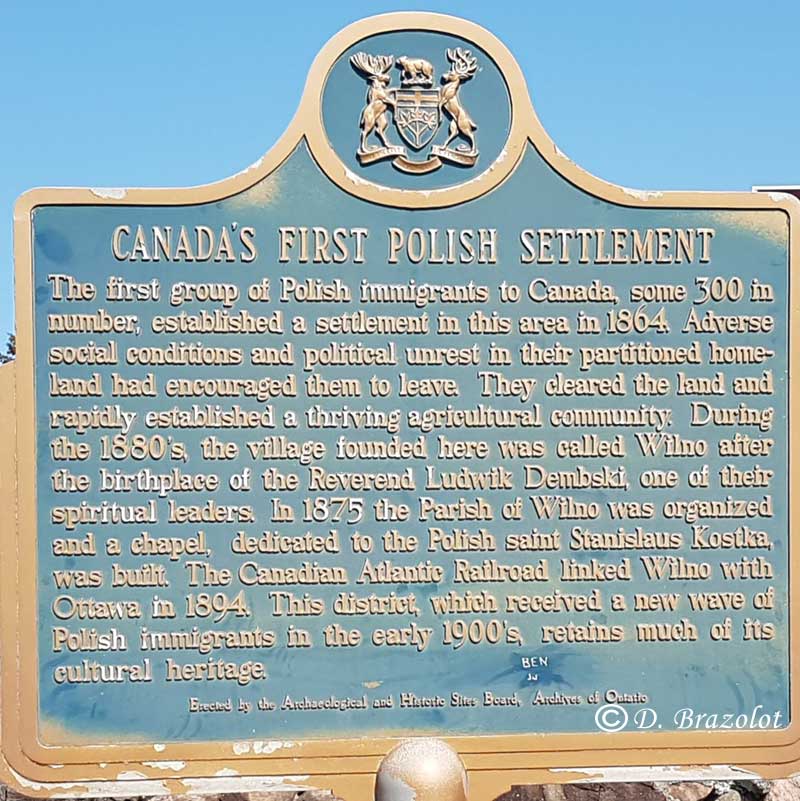 CANADA'S FIRST POLISH SETTLEMENT
The first group of Polish immigrants to Canada, some 300 in
number, established a settlement in this area in 1864. Adverse
social conditions and political unrest in their partitioned home-
land had encouraged them to leave. They cleared the land and
rapidly established a thriving agricultural community. During
the 1880's, the village founded here was called Wilno after
the birthplace of the Reverend Ludwik Dembski, one of their
spiritual leaders. In 1875 the Parish of Wilno was organized
and a chapel, dedicated to the Polish saint Stanislaus Kostka,
was built. The Canadian Atlantic Railroad linked Wilno with
Ottawa in 1894. This district, which received a new wave of
Polish immigrants in the early 1900's, retains much of its
cultural heritage.
BEN
Erected by the Archaeological and Historic Sites Board, Archives of Ontario
© D. Brazolot